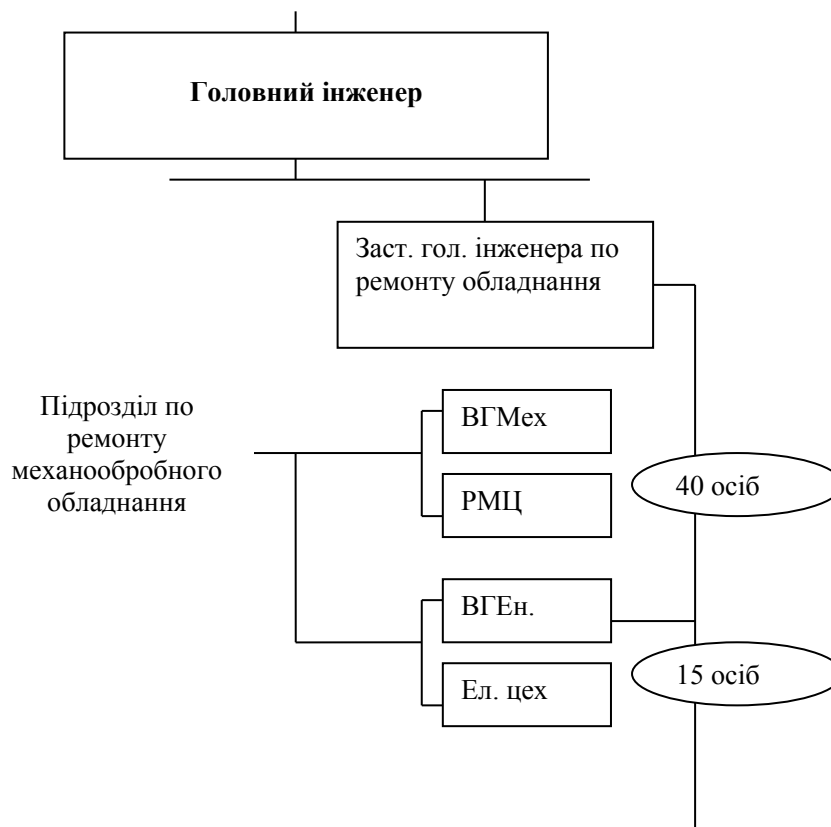 Головний інженер
Заст. гол. інженера по
ремонту обладнання
Підрозділ по
ремонту
механообробного
обладнання
ВГМех
РМЦ
40 осіб
ВГЕн.
Ел. цех
15 осіб